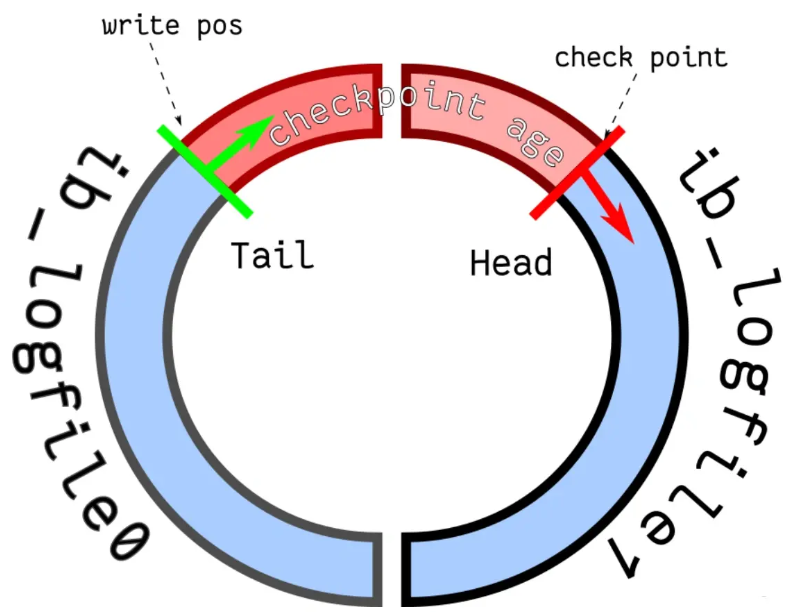 write pos
check point
checkpoint age
Tail
Head
ib_logfile0
ib_logfile1